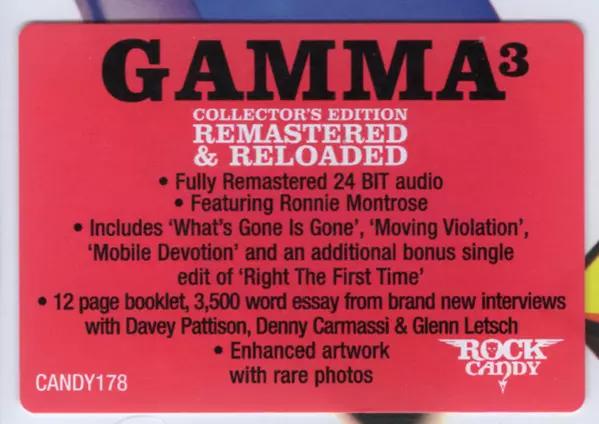 GAMMA³
COLLECTOR'S EDITION
REMASTERED
& RELOADED
• Fully Remastered 24 BIT audio
• Featuring Ronnie Montrose
• Includes ‘What's Gone Is Gone’, ‘Moving Violation’,
‘Mobile Devotion’ and an additional bonus single
edit of ‘Right The First Time’
• 12 page booklet, 3,500 word essay from brand new interviews
with Davey Pattison, Denny Carmassi & Glenn Letsch
• Enhanced artwork
with rare photos
ROCK
CANDY
CANDY178